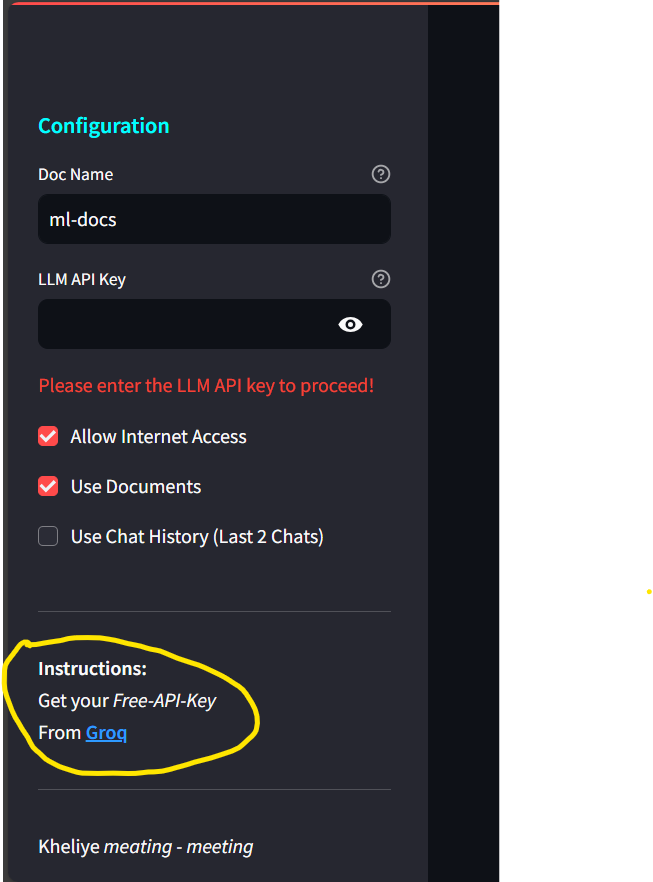 Configuration
Doc Name
ml-docs
LLM API Key
Please enter the LLM API key to proceed!
Allow Internet Access
Use Documents
Use Chat History (Last 2 Chats)
Instructions:
Get your Free-API-Key
From Groq
Kheliye meating - meeting